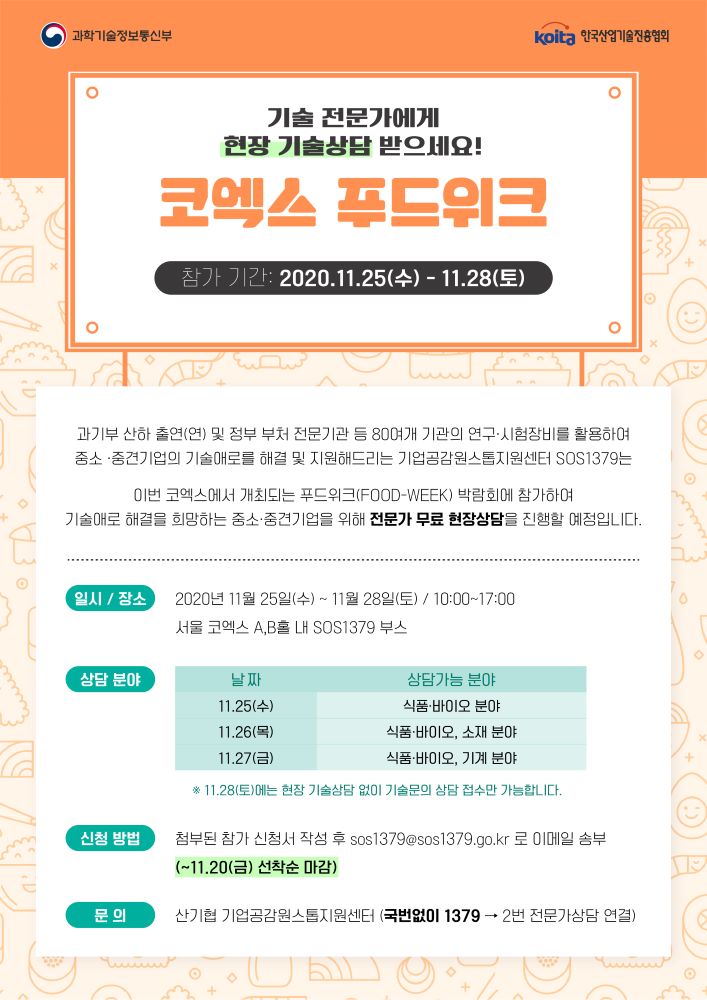 과학기술정보통신부
koita 한국산업기술진흥협회
기술 전문가에게
현장 기술상담 받으세요!
코엑스 푸드위크
참가 기간: 2020.11.25(수) - 11.28(토)
과기부 산하 출연(연) 및 정부 부처 전문기관 등 80여개 기관의 연구·시험장비를 활용하여
중소 ·중견기업의 기술애로를 해결 및 지원해드리는 기업공감원스톱지원센터 SOS1379는
이번 코엑스에서 개최되는 푸드위크(FOOD-WEEK) 박람회에 참가하여
기술애로 해결을 희망하는 중소·중견기업을 위해 전문가 무료 현장상담을 진행할 예정입니다.
일시 / 장소
2020년 11월 25일(수) ~ 11월 28일(토) / 10:00~17:00
서울 코엑스 A,B홀 내 SOS1379 부스
상담 분야
날짜 상담가능 분야
11.25(수) 식품·바이오 분야
11.26(목) 식품·바이오, 소재 분야
11.27(금) 식품·바이오, 기계 분야
※ 11.28(토)에는 현장 기술상담 없이 기술문의 상담 접수만 가능합니다.
신청 방법
첨부된 참가 신청서 작성 후 sos1379@sos1379.go.kr 로 이메일 송부
(~11.20(금) 선착순 마감)
문 의
산기협 기업공감원스톱지원센터 (국번없이 1379 → 2번 전문가상담 연결)